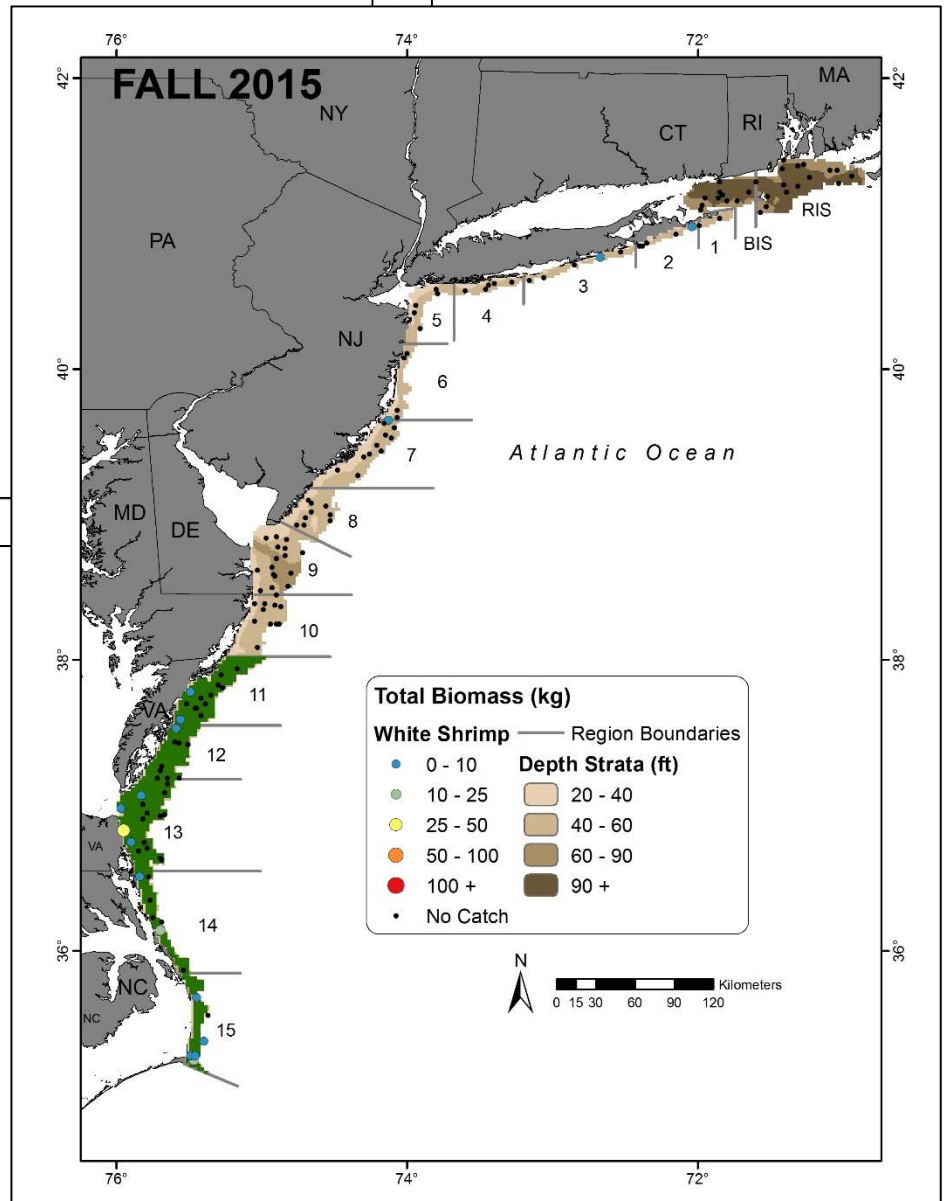 76° 74° 72°
42° 42°
FALL 2015
MA
NY
CT
RI
RIS
BIS
PA
1
2
3
4
5
NJ
40° 40°
6
Atlantic Ocean
7
8
MD
DE
9
10
38° 38°
11
VA
12
13
VA
14
36° 36°
NC
NC
15
Total Biomass (kg)
White Shrimp
0 - 10
10 - 25
25 - 50
50 - 100
100 +
No Catch
Region Boundaries
Depth Strata (ft)
20 - 40
40 - 60
60 - 90
90 +
N
Kilometers
0 15 30 60 90 120
76° 74° 72°